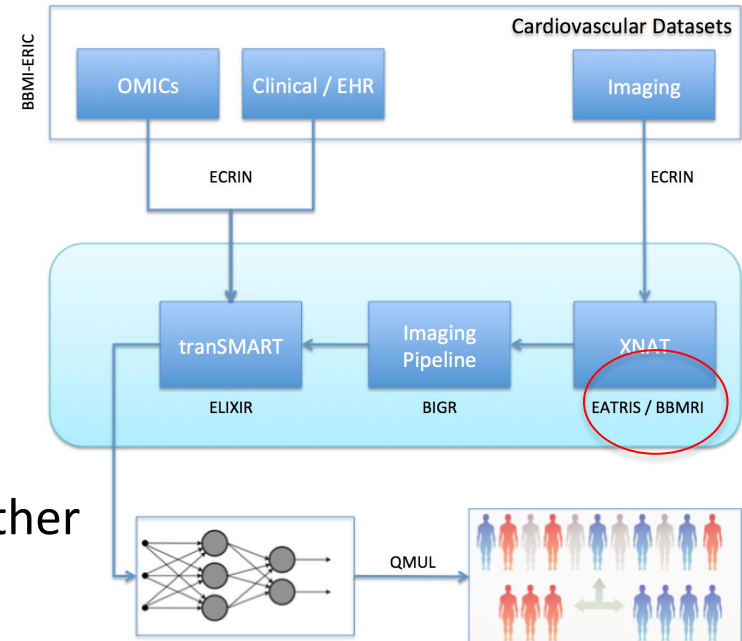 Cardiovascular Datasets
BBMI-ERIC
OMICs
Clinical / EHR
Imaging
ECRIN
ECRIN
tranSMART
Imaging
Pipeline
XNAT
ELIXIR
BIGR
EATRIS / BBMRI
ther
QMUL